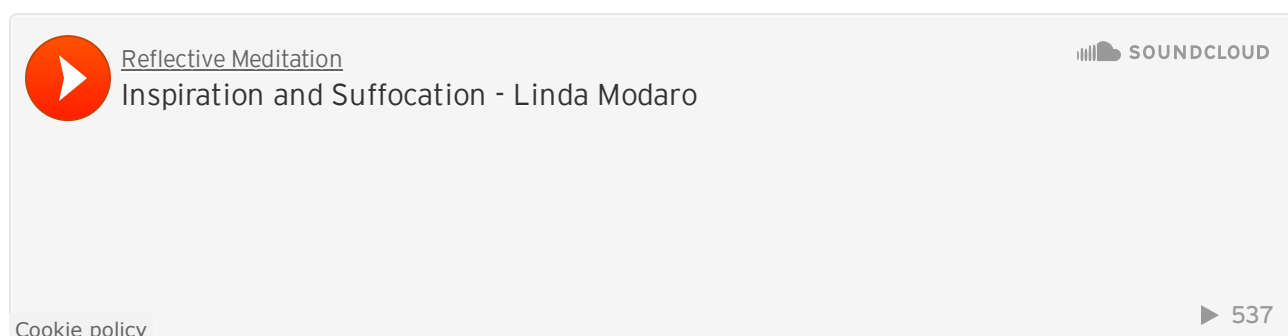 Reflective Meditation
SOUNDCLOUD
Inspiration and Suffocation - Linda Modaro
537
Cookie policy